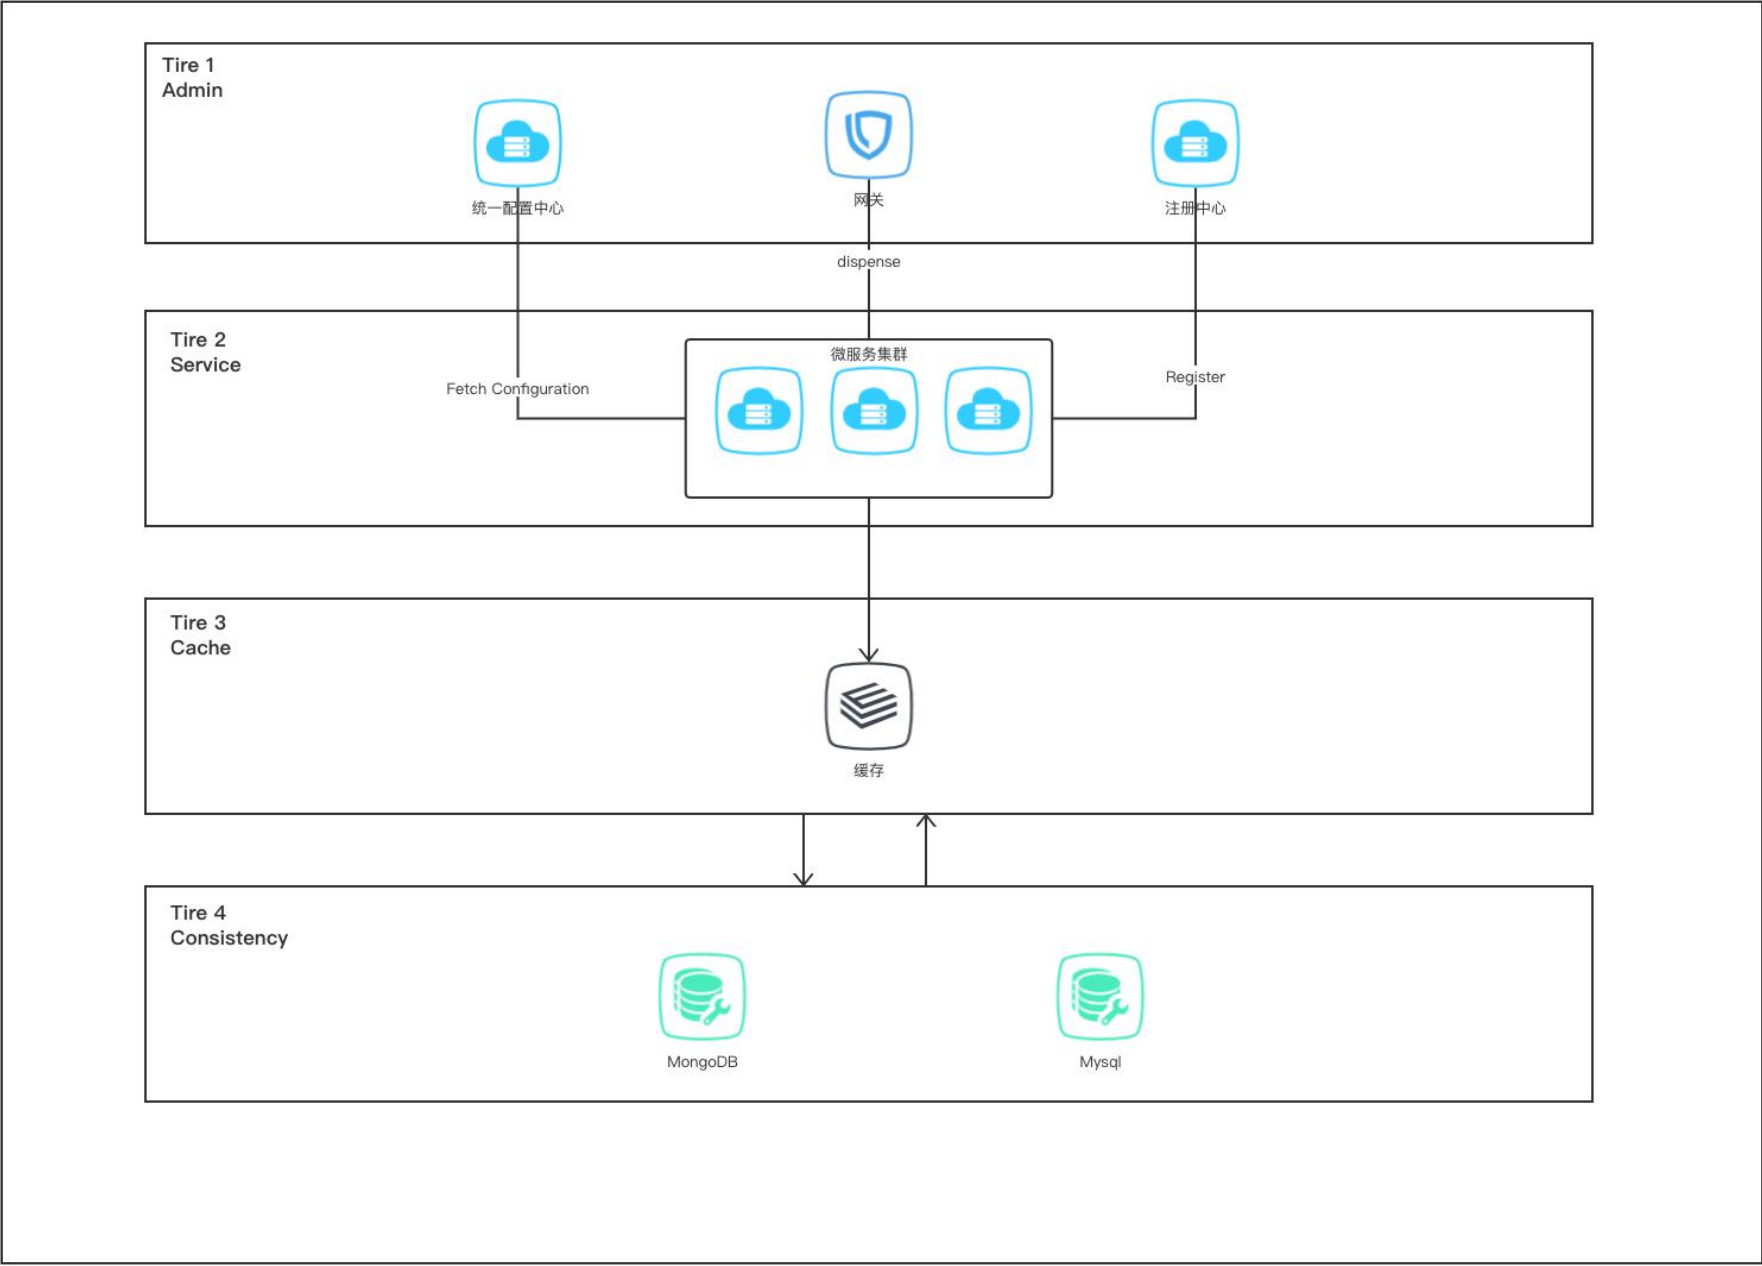 Tire 1
Admin
统一配置中心
网关
注册中心
dispense
Tire 2
Service
微服务集群
Fetch Configuration
Register
Tire 3
Cache
缓存
Tire 4
Consistency
MongoDB
Mysql